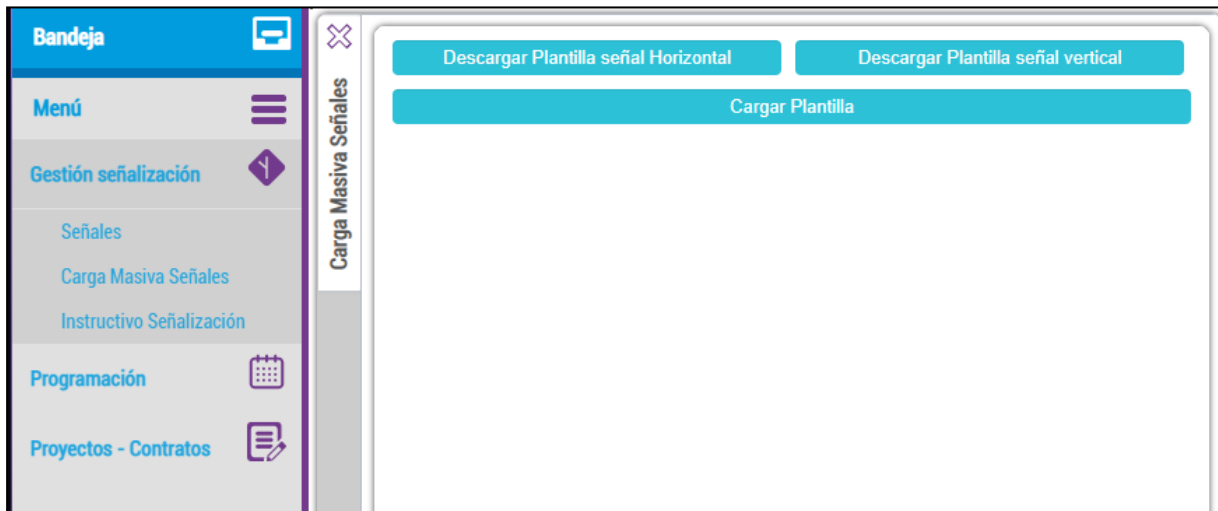 Bandeja
Menú
Gestión señalización
Señales
Carga Masiva Señales
Instructivo Señalización
Programación
Proyectos - Contratos
Carga Masiva Señales
Descargar Plantilla señal Horizontal
Descargar Plantilla señal vertical
Cargar Plantilla